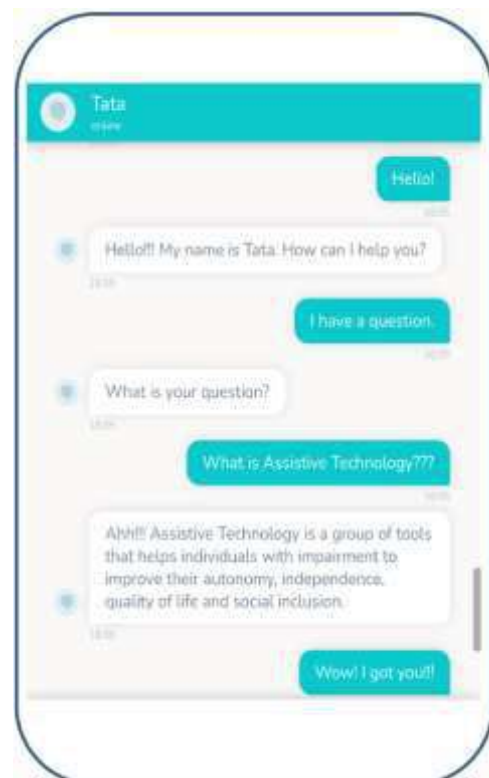 Tata
online
Hello!
Hello!!! My name is Tata. How can I help you?
I have a question.
What is your question?
What is Assistive Technology???
Ahh!!! Assistive Technology is a group of tools
that helps individuals with impairment to
improve their autonomy, independence,
quality of life and social inclusion.
Wow! I got you!!!